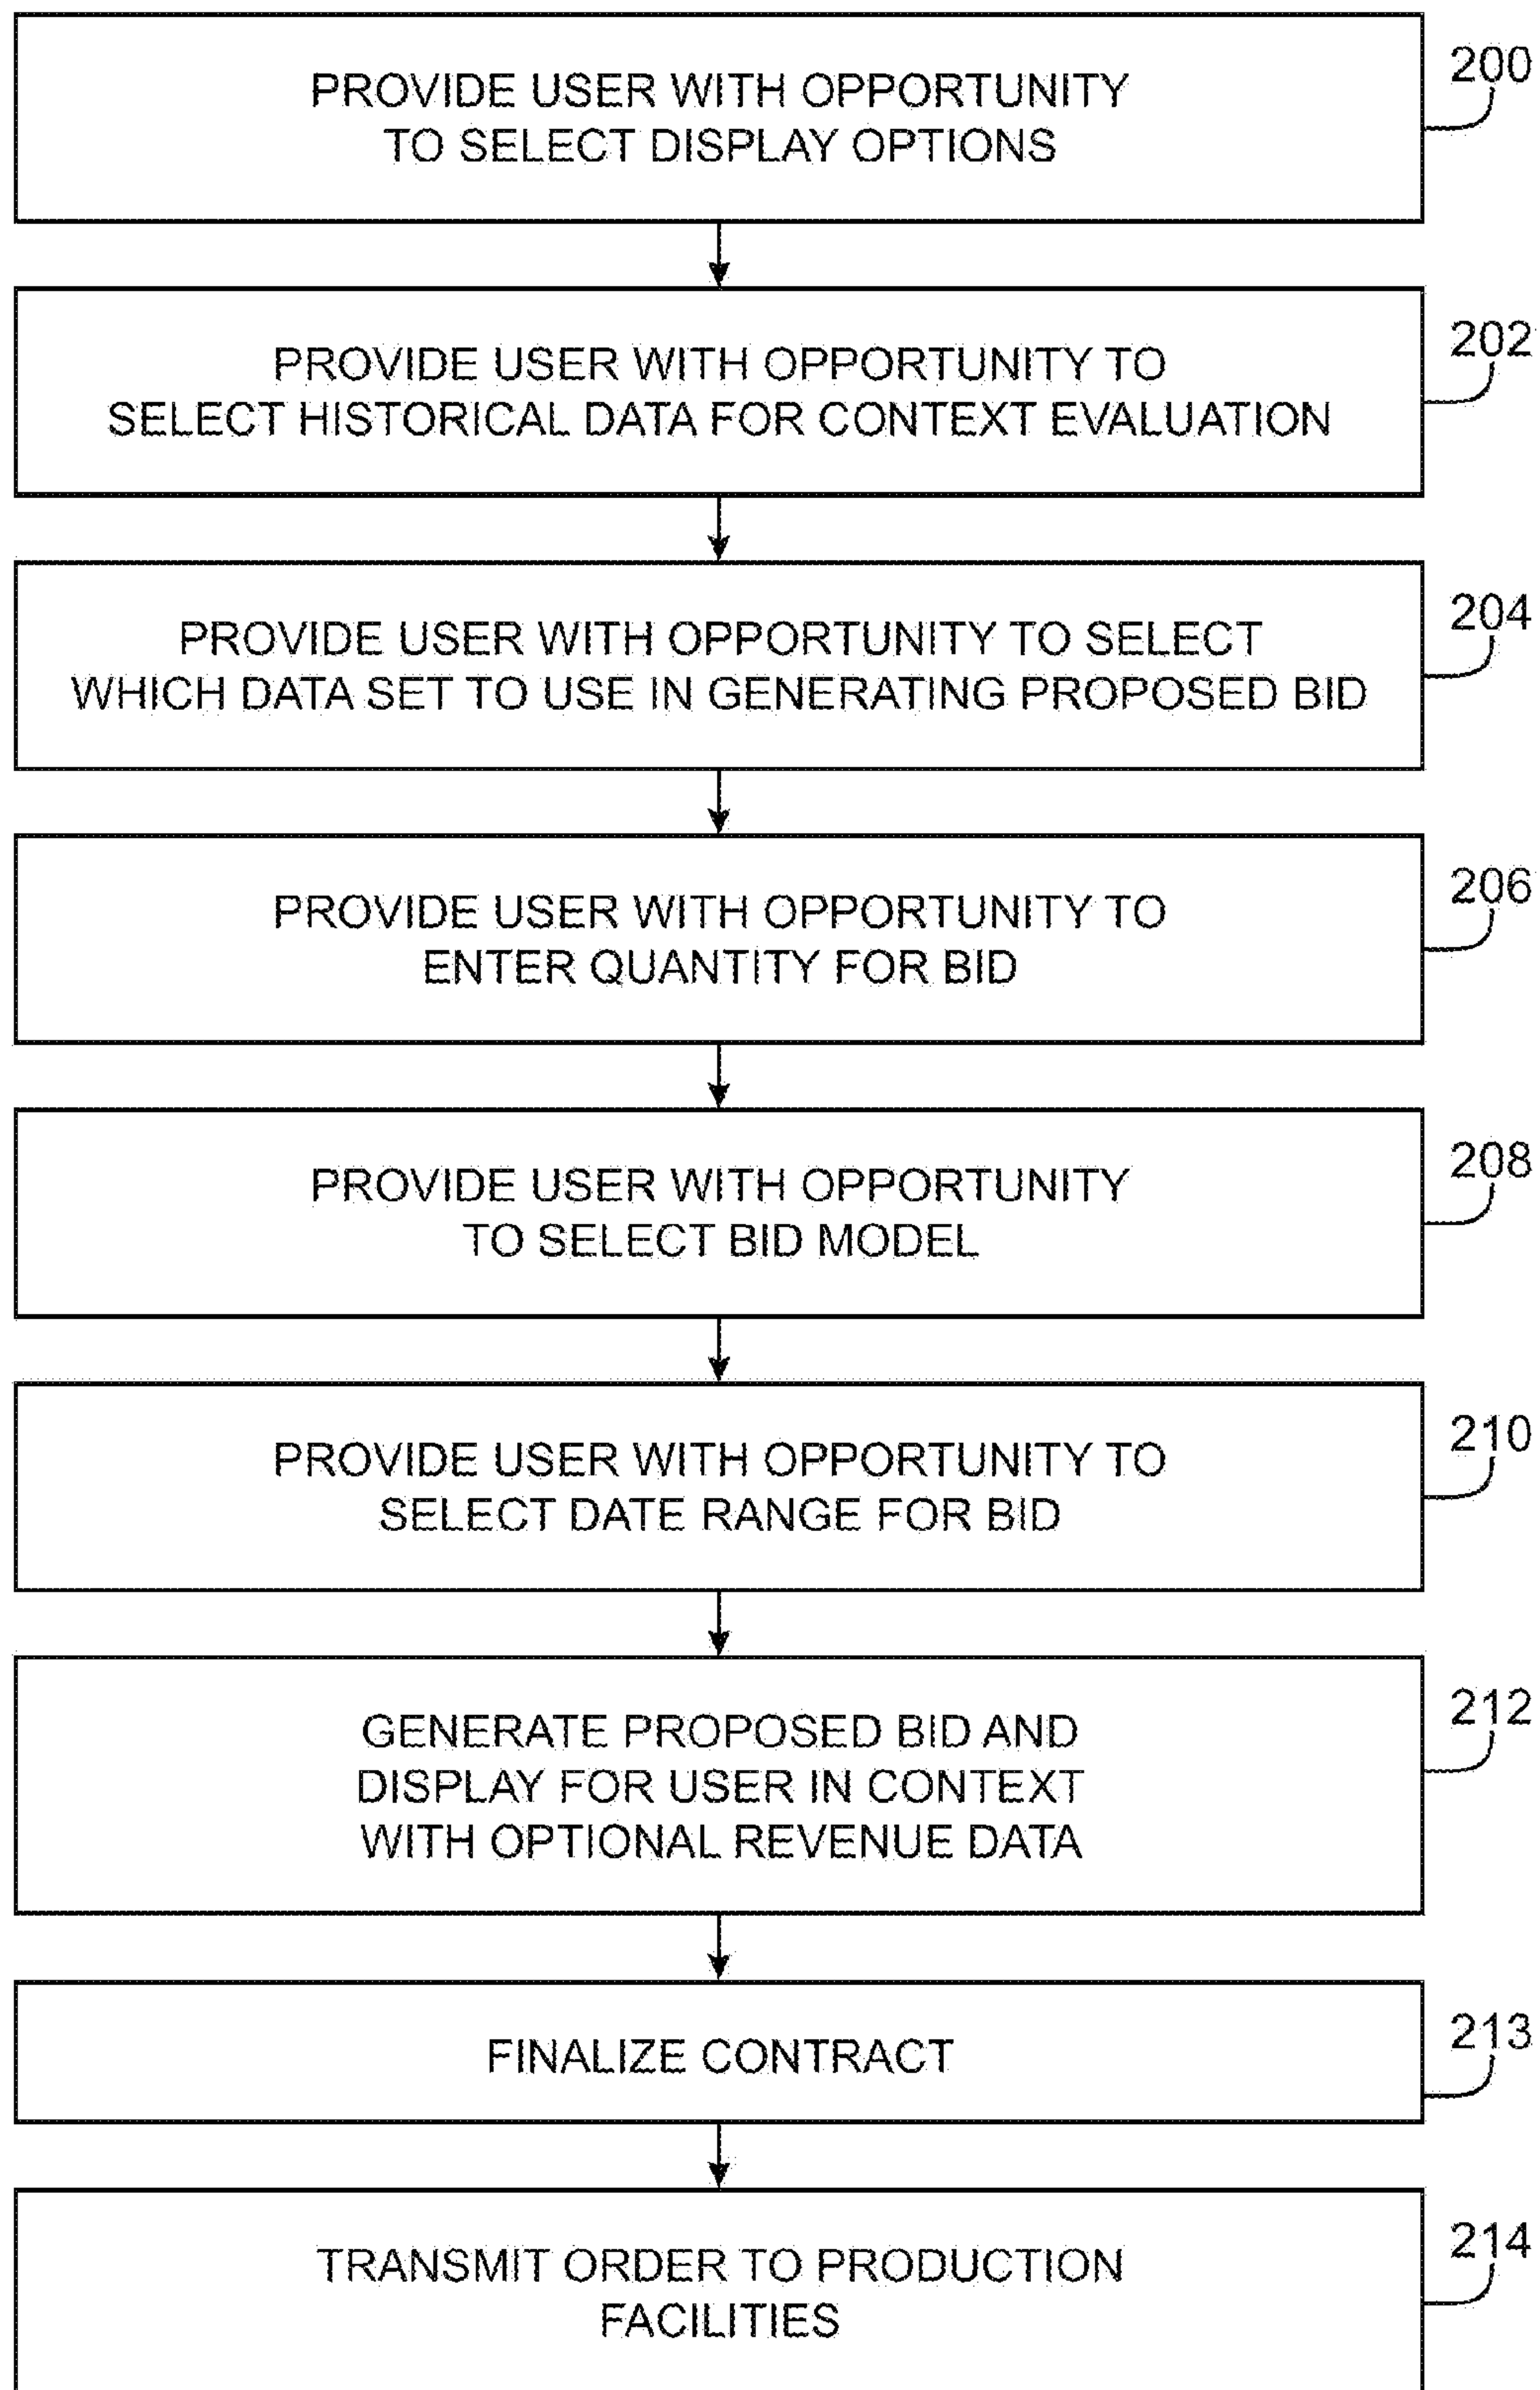 PROVIDE USER WITH OPPORTUNITY
TO SELECT DISPLAY OPTIONS
200
PROVIDE USER WITH OPPORTUNITY TO
SELECT HISTORICAL DATA FOR CONTEXT EVALUATION
202
PROVIDE USER WITH OPPORTUNITY TO SELECT
WHICH DATA SET TO USE IN GENERATING PROPOSED BID
204
PROVIDE USER WITH OPPORTUNITY TO
ENTER QUANTITY FOR BID
206
PROVIDE USER WITH OPPORTUNITY
TO SELECT BID MODEL
208
PROVIDE USER WITH OPPORTUNITY TO
SELECT DATE RANGE FOR BID
210
GENERATE PROPOSED BID AND
DISPLAY FOR USER IN CONTEXT
WITH OPTIONAL REVENUE DATA
212
FINALIZE CONTRACT
213
TRANSMIT ORDER TO PRODUCTION
FACILITIES
214